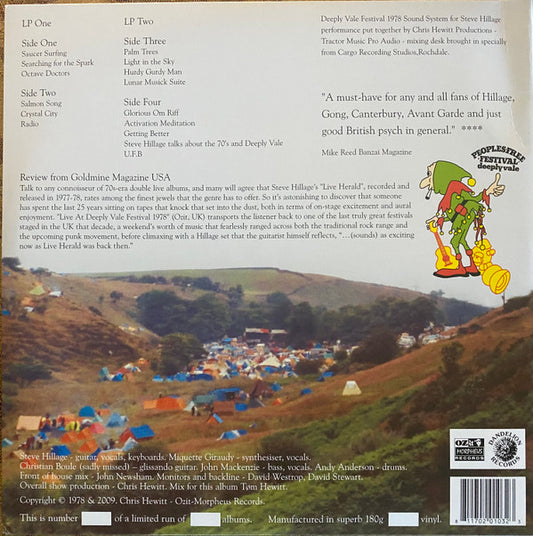 LP One
Side One
Saucer Surfing
Searching for the Spark
Octave Doctors
Side Two
Salmon Song
Crystal City
Radio
LP Two
Side Three
Palm Trees
Light in the Sky
Hurdy Gurdy Man
Lunar Musick Suite
Side Four
Glorious Om Riff
Activation Meditation
Getting Better
Steve Hillage talks about the 70's and Deeply Vale
U.F.B
Deeply Vale Festival 1978 Sound System for Steve Hillage
performance put together by Chris Hewitt Productions -
Tractor Music Pro Audio - mixing desk brought in specially
from Cargo Recording Studios,Rochdale.
"A must-have for any and all fans of Hillage,
Gong, Canterbury, Avant Garde and just
good British psych in general." ****
Mike Reed Banzai Magazine
PEOPLES FREE
FESTIVAL
deeply vale
Review from Goldmine Magazine USA
Talk to any connoisseur of 70s-era double live albums, and many will agree that Steve Hillage's "Live Herald", recorded and
released in 1977-78, rates among the finest jewels that the genre has to offer. So it's astonishing to discover that someone
has spent the last 25 years sitting on tapes that knock that set into the dust, both in terms of on-stage excitement and aural
enjoyment. "Live At Deeply Vale Festival 1978" (Ozit, UK) transports the listener back to one of the last truly great festivals
staged in the UK that decade, a weekend's worth of music that fearlessly ranged across both the traditional rock range and
the upcoming punk movement, before climaxing with a Hillage set that the guitarist himself reflects, "...(sounds) as exciting
now as Live Herald was back then."
Steve Hillage - guitar, vocals, keyboards. Miquette Giraudy - synthesiser, vocals.
Christian Boule (sadly missed) – glissando guitar. John Mackenzie - bass, vocals. Andy Anderson - drums.
Front of house mix - John Newsham. Monitors and backline - David Westrop, David Stewart.
Overall show production - Chris Hewitt. Mix for this album Tom Hewitt.
Copyright © 1978 & 2009. Chris Hewitt - Ozit-Morpheus Records.
This is number of a limited run of albums. Manufactured in superb 180g vinyl.
OZIT
MORPHEUS
RECORDS
DANDELION
RECORDS
8 11702 01032 3